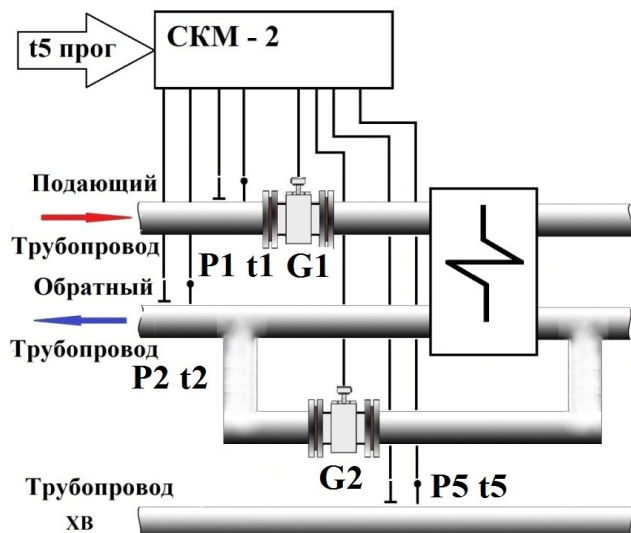 t5 прог
СКМ - 2
Подающий
Трубопровод
P1 t1 G1
Обратный
Трубопровод
P2 t2
G2
P5 t5
Трубопровод
ХВ